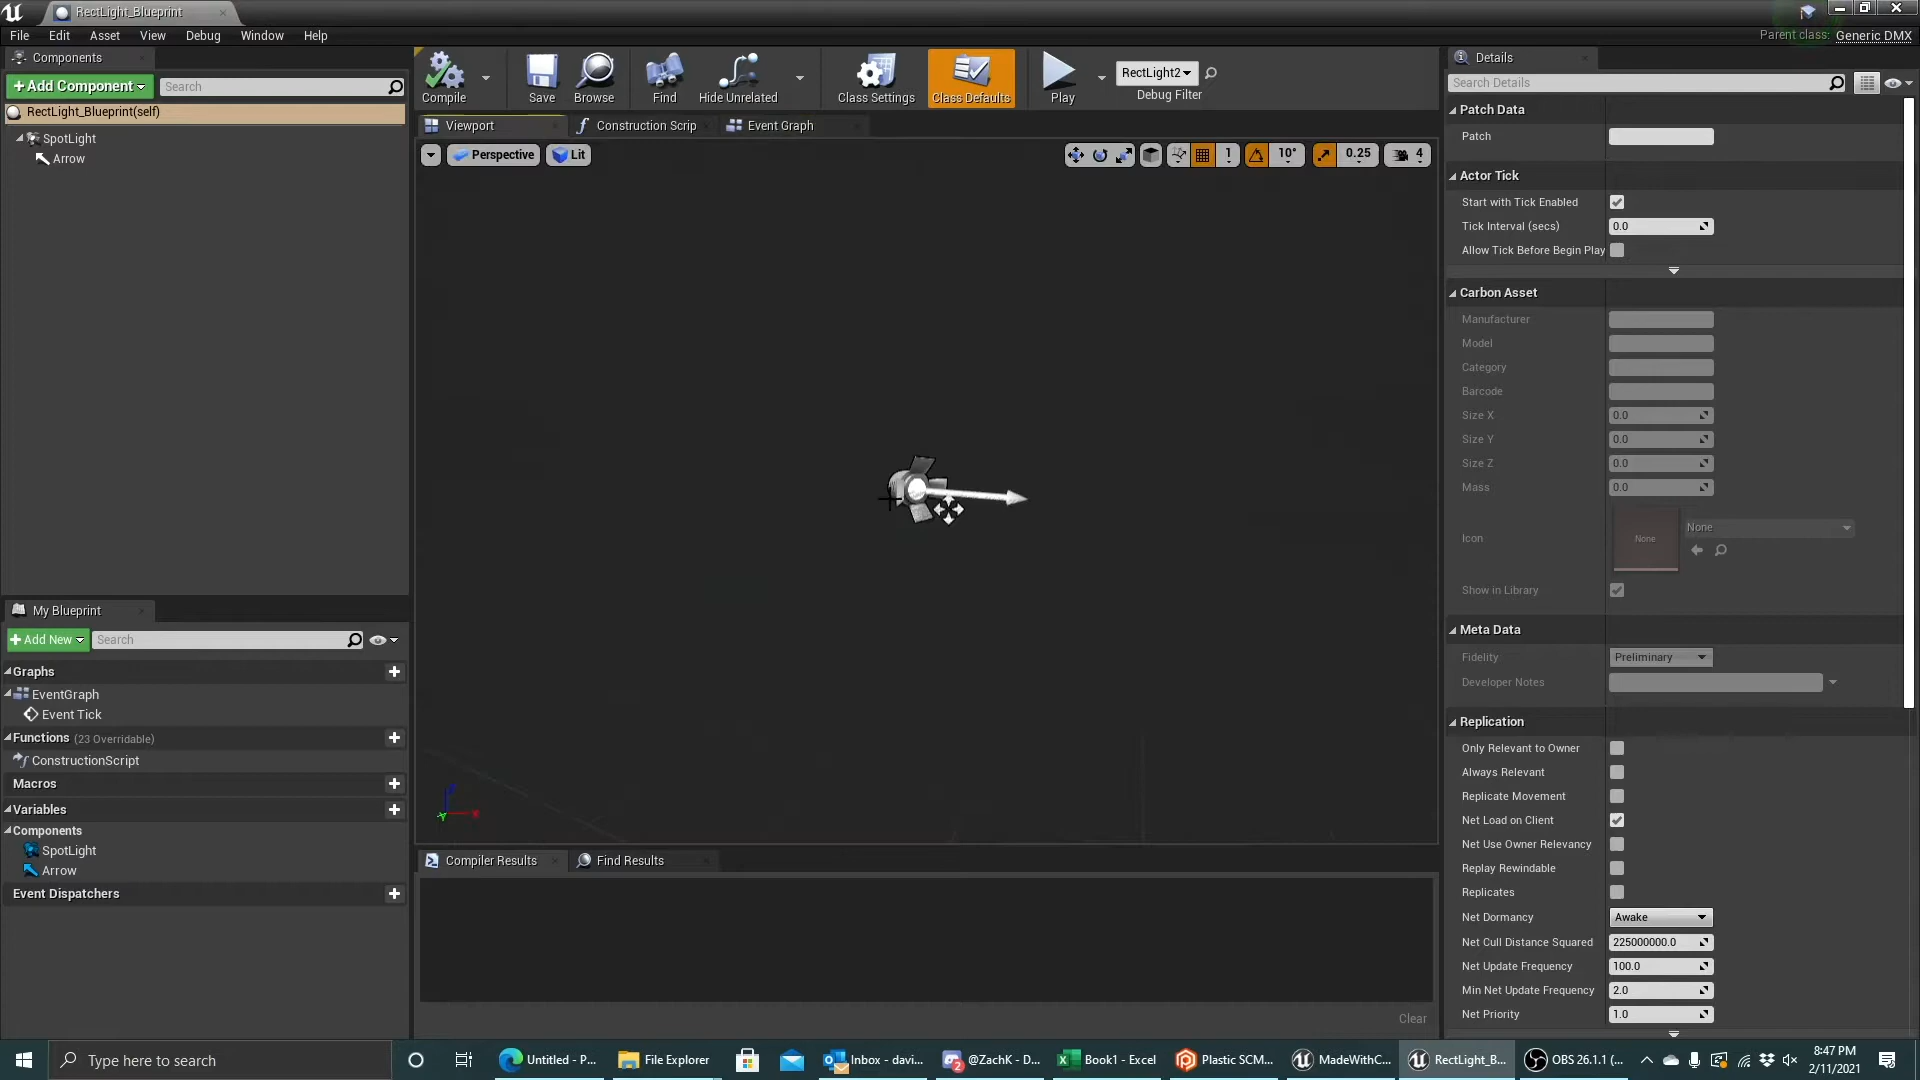 RectLight_Blueprint
File Edit Asset View Debug Window Help
Parent class: Generic DMX
Components
+ Add Component
Search
RectLight_Blueprint(self)
SpotLight
Arrow
Compile
Save
Browse
Find
Hide Unrelated
Class Settings
Class Defaults
Play
RectLight2
Debug Filter
Viewport
Construction Scrip
Event Graph
Perspective
Lit
1
10°
0.25
4
My Blueprint
+ Add New
Search
Graphs
EventGraph
Event Tick
Functions (23 Overridable)
ConstructionScript
Macros
Variables
Components
SpotLight
Arrow
Event Dispatchers
Compiler Results
Find Results
Clear
Details
Search Details
Patch Data
Patch
Actor Tick
Start with Tick Enabled
Tick Interval (secs) 0.0
Allow Tick Before Begin Play
Carbon Asset
Manufacturer
Model
Category
Barcode
Size X 0.0
Size Y 0.0
Size Z 0.0
Mass 0.0
Icon None None
Show in Library
Meta Data
Fidelity Preliminary
Developer Notes
Replication
Only Relevant to Owner
Always Relevant
Replicate Movement
Net Load on Client
Net Use Owner Relevancy
Replay Rewindable
Replicates
Net Dormancy Awake
Net Cull Distance Squared 225000000.0
Net Update Frequency 100.0
Min Net Update Frequency 2.0
Net Priority 1.0
Type here to search
Untitled - P...
File Explorer
Inbox - davi...
@ZachK - D...
Book1 - Excel
Plastic SCM...
MadeWithC...
RectLight_B...
OBS 26.1.1 (...
8:47 PM
2/11/2021